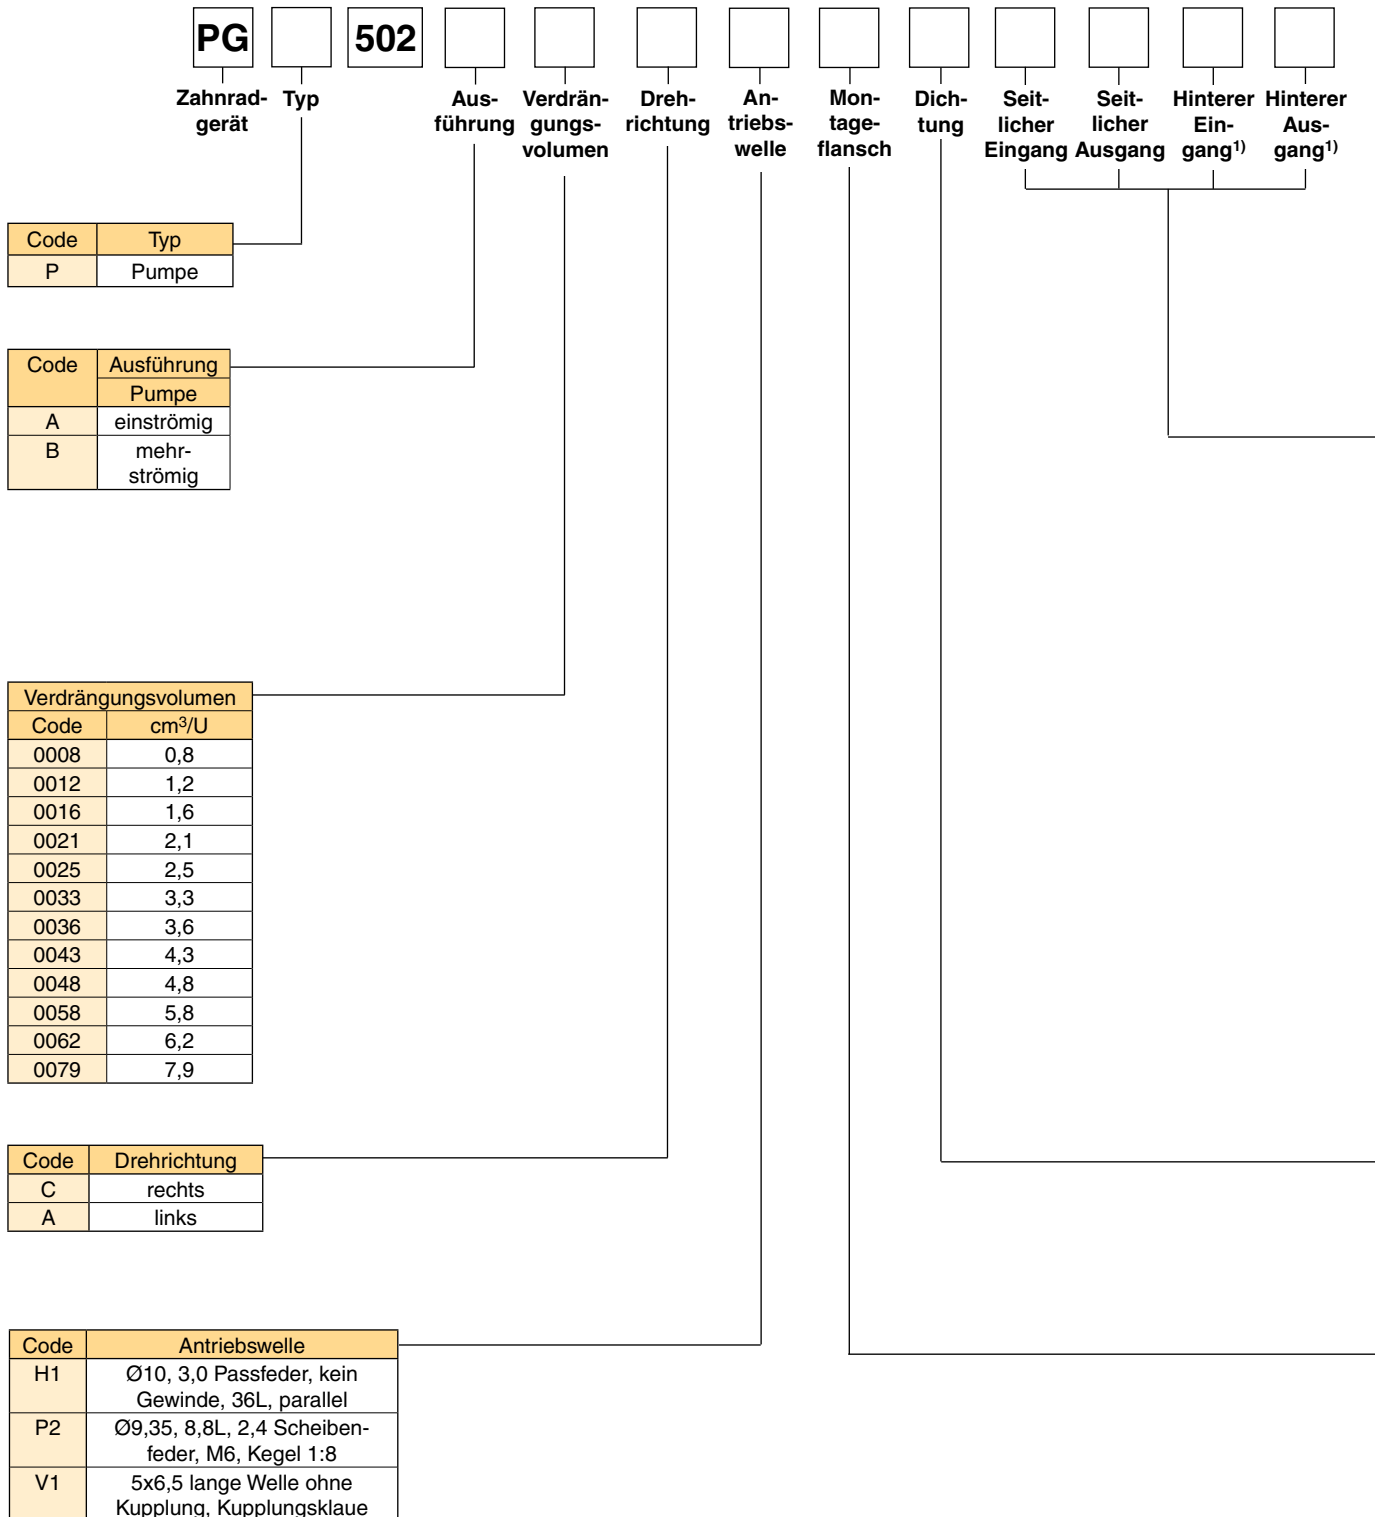 PG 502
Zahnrad- Typ Aus- Verdrän- Dreh- An- Mon- Dich- Seit- Seit- Hinterer Hinterer
gerät führung gungs- richtung triebs- tage- tung licher licher Ein- Aus-
volumen welle flansch Eingang Ausgang gang1) gang1)
Code Typ
P Pumpe
Code Ausführung
Pumpe
A einströmig
B mehr-
strömig
Verdrängungsvolumen
Code cm³/U
0008 0,8
0012 1,2
0016 1,6
0021 2,1
0025 2,5
0033 3,3
0036 3,6
0043 4,3
0048 4,8
0058 5,8
0062 6,2
0079 7,9
Code Drehrichtung
C rechts
A links
Code Antriebswelle
H1 Ø10, 3,0 Passfeder, kein
Gewinde, 36L, parallel
P2 Ø9,35, 8,8L, 2,4 Scheiben-
feder, M6, Kegel 1:8
V1 5x6,5 lange Welle ohne
Kupplung, Kupplungsklaue